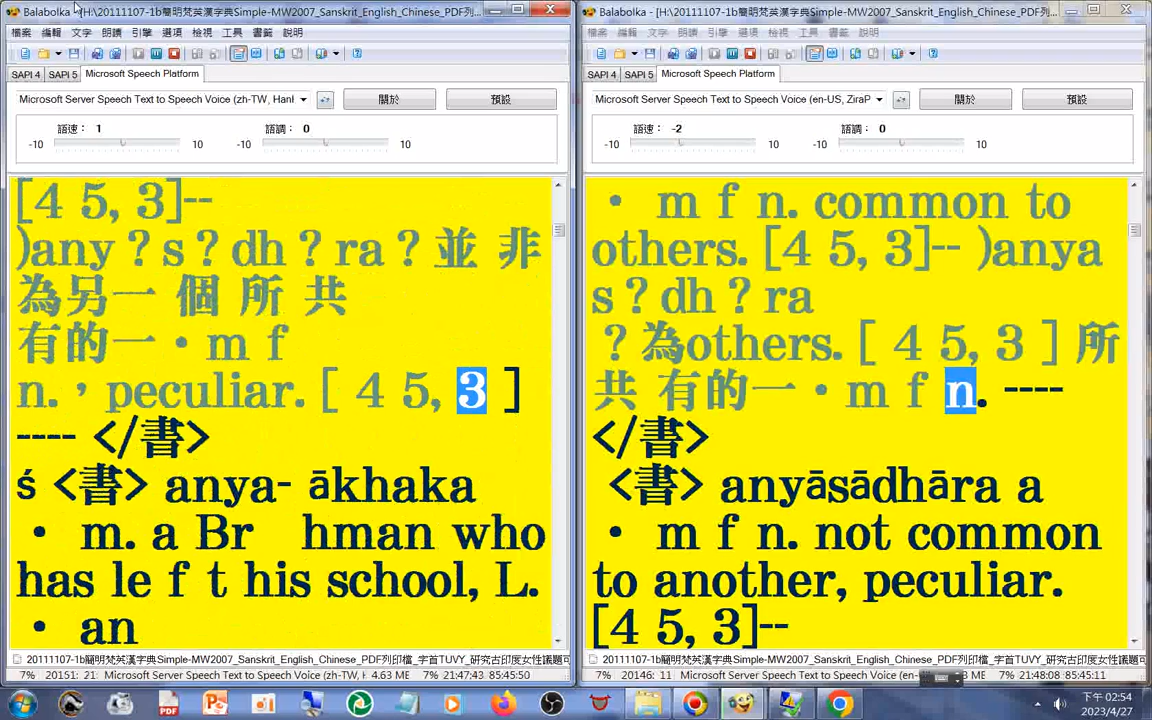 Balabolka - [H:\20111107-1b簡明梵英漢字典Simple-MW2007_Sanskrit_English_Chinese_PDF列...
檔案 編輯 文字 朗讀 引擎 選項 檢視 工具 書籤 說明
SAPI 4 SAPI 5 Microsoft Speech Platform
Microsoft Server Speech Text to Speech Voice (zh-TW, Hanl
關於 預設
語速： 1 語調： 0
-10 10 -10 10
[4 5, 3]--
)any？s？dh？ra？並 非
為另一 個 所 共
有的一•m f
n.，peculiar. [ 4 5, 3 ]
---- </書>
ś <書> anya- ākhaka
• m. a Br hman who
has le f t his school, L.
• an
20111107-1b簡明梵英漢字典Simple-MW2007_Sanskrit_English_Chinese_PDF列印檔_字首TUVY_研究古印度女性議題可
7% 20151: 21: Microsoft Server Speech Text to Speech Voice (zh-TW, H 4.63 ME 7% 21:47:43 85:45:50
Balabolka - [H:\20111107-1b簡明梵英漢字典Simple-MW2007_Sanskrit_English_Chinese_PDF列印...
檔案 編輯 文字 朗讀 引擎 選項 檢視 工具 書籤 說明
SAPI 4 SAPI 5 Microsoft Speech Platform
Microsoft Server Speech Text to Speech Voice (en-US, ZiraP
關於 預設
語速： -2 語調： 0
-10 10 -10 10
• m f n. common to
others. [4 5, 3]-- )anya
s？dh？ra
？為others. [ 4 5, 3 ] 所
共 有的一•m f n. ----
</書>
<書> anyāsādhāra a
• m f n. not common
to another, peculiar.
[4 5, 3]--
20111107-1b簡明梵英漢字典Simple-MW2007_Sanskrit_English_Chinese_PDF列印檔_字首TUVY_研究古印度女性議題可
7% 20146: 11 Microsoft Server Speech Text to Speech Voice 7% 21:48:08 85:45:11
下午 02:54
2023/4/27